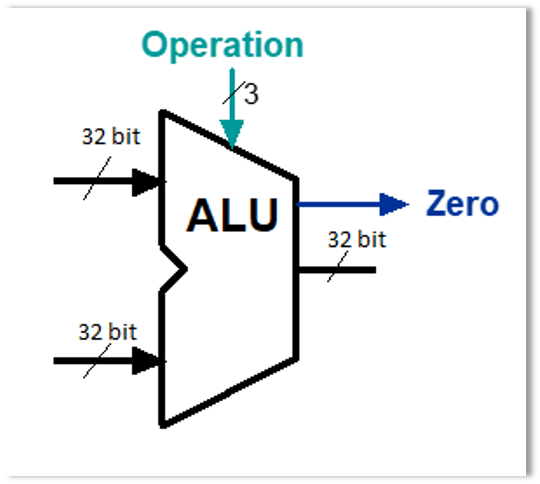 Operation
3
32 bit
ALU
Zero
32 bit
32 bit